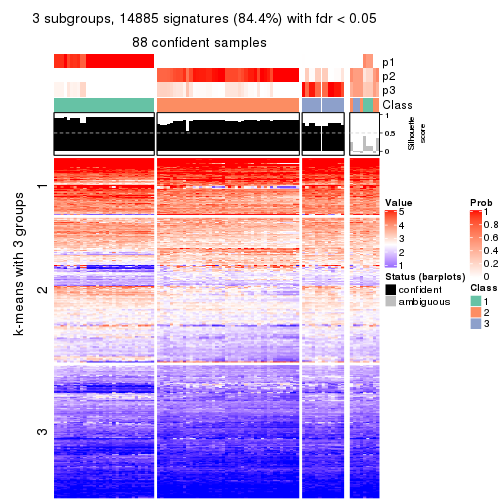 3 subgroups, 14885 signatures (84.4%) with fdr < 0.05
88 confident samples
p1
p2
p3
Class
1
0.5
0
Silhouette
score
k-means with 3 groups
1
2
3
Value
5
4
3
2
1
Status (barplots)
confident
ambiguous
Prob
1
0.8
0.6
0.4
0.2
0
Class
1
2
3